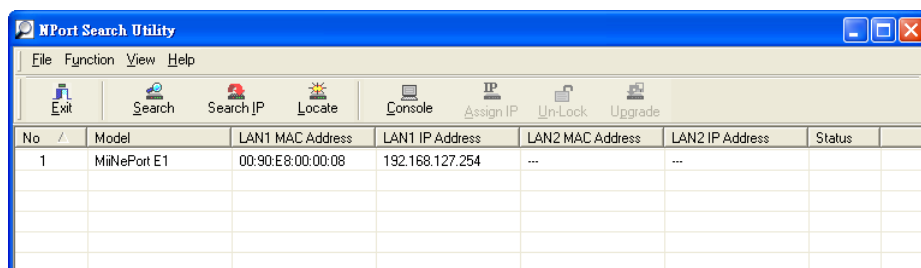 NPort Search Utility
File Function View Help
Exit Search Search IP Locate Console Assign IP Un-Lock Upgrade
No Model LAN1 MAC Address LAN1 IP Address LAN2 MAC Address LAN2 IP Address Status
1 MiiNePort E1 00:90:E8:00:00:08 192.168.127.254 --- ---